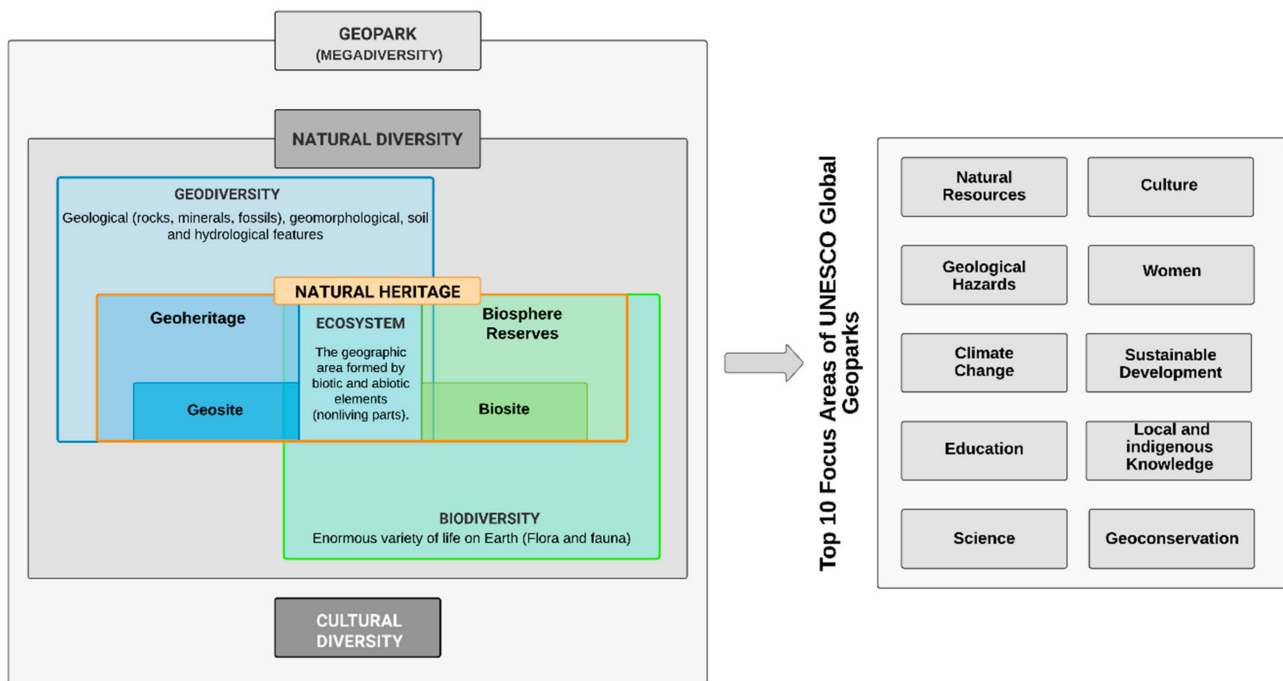 GEOPARK
(MEGADIVERSITY)
NATURAL DIVERSITY
GEODIVERSITY
Geological (rocks, minerals, fossils), geomorphological, soil
and hydrological features
NATURAL HERITAGE
Geoheritage
ECOSYSTEM
The geographic
area formed by
biotic and abiotic
elements
(nonliving parts).
Biosphere
Reserves
Geosite
Biosite
BIODIVERSITY
Enormous variety of life on Earth (Flora and fauna)
CULTURAL
DIVERSITY
Top 10 Focus Areas of UNESCO Global
Geoparks
Natural
Resources
Culture
Geological
Hazards
Women
Climate
Change
Sustainable
Development
Education
Local and
indigenous
Knowledge
Science
Geoconservation